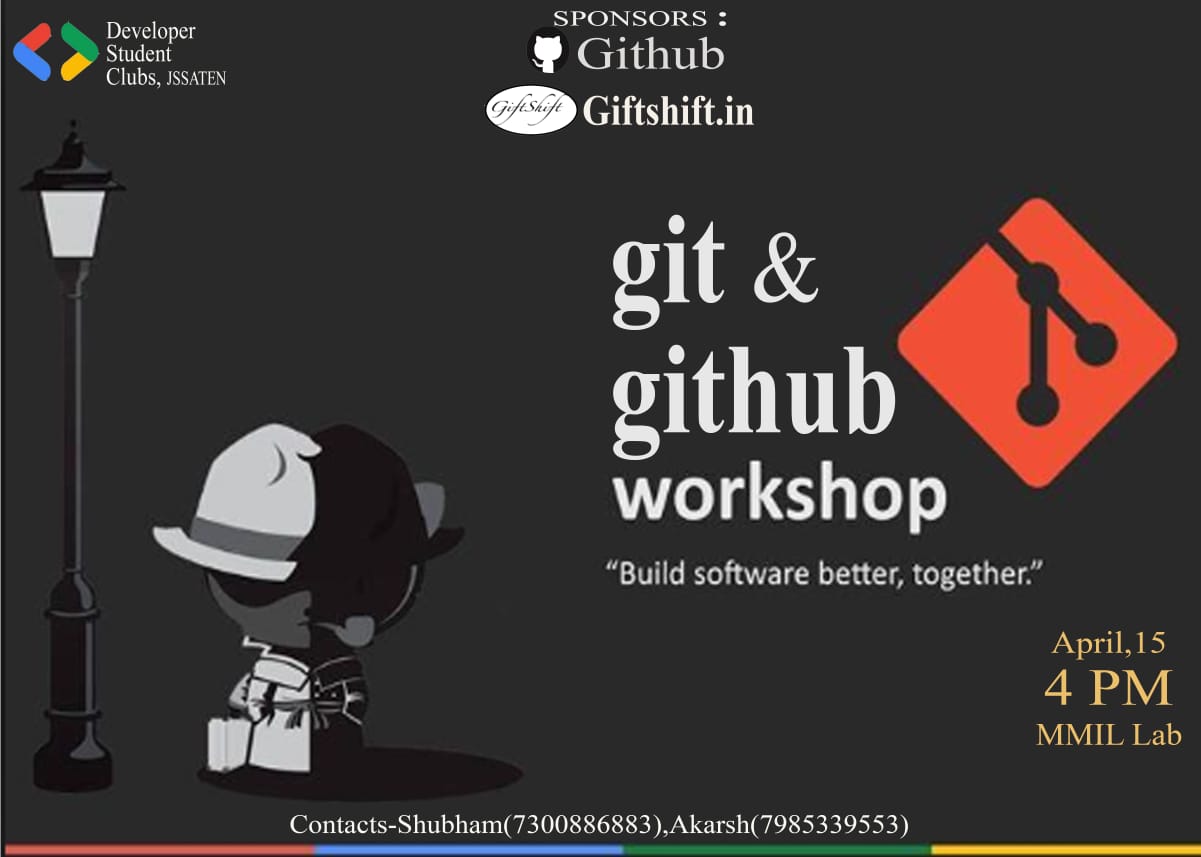 Developer
Student
Clubs, JSSATEN
SPONSORS :
Github
GiftShift
Giftshift.in
git &
github
workshop
“Build software better, together.”
April,15
4 PM
MMIL Lab
Contacts-Shubham(7300886883),Akarsh(7985339553)